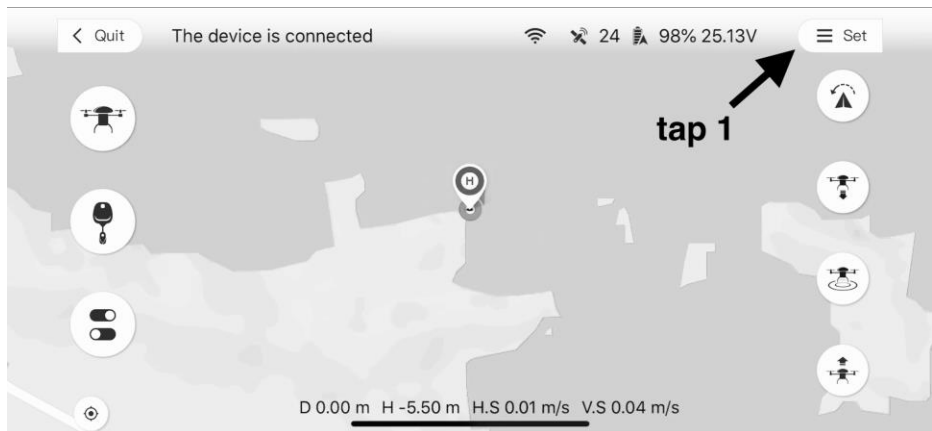 Quit The device is connected 24 98% 25.13V Set
tap 1
H
D 0.00 m H -5.50 m H.S 0.01 m/s V.S 0.04 m/s